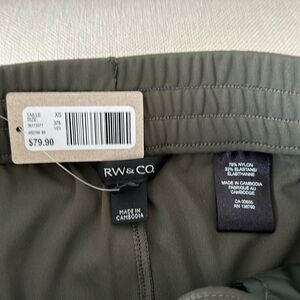 TAILLE
SIZE:
XS
$79.90
RW&CO.
MADE IN
CAMBODIA
78% NYLON
22% ELASTANE/
ÉLASTHANNE
MADE IN CAMBODIA
FABRIQUÉ AU
CAMBODGE